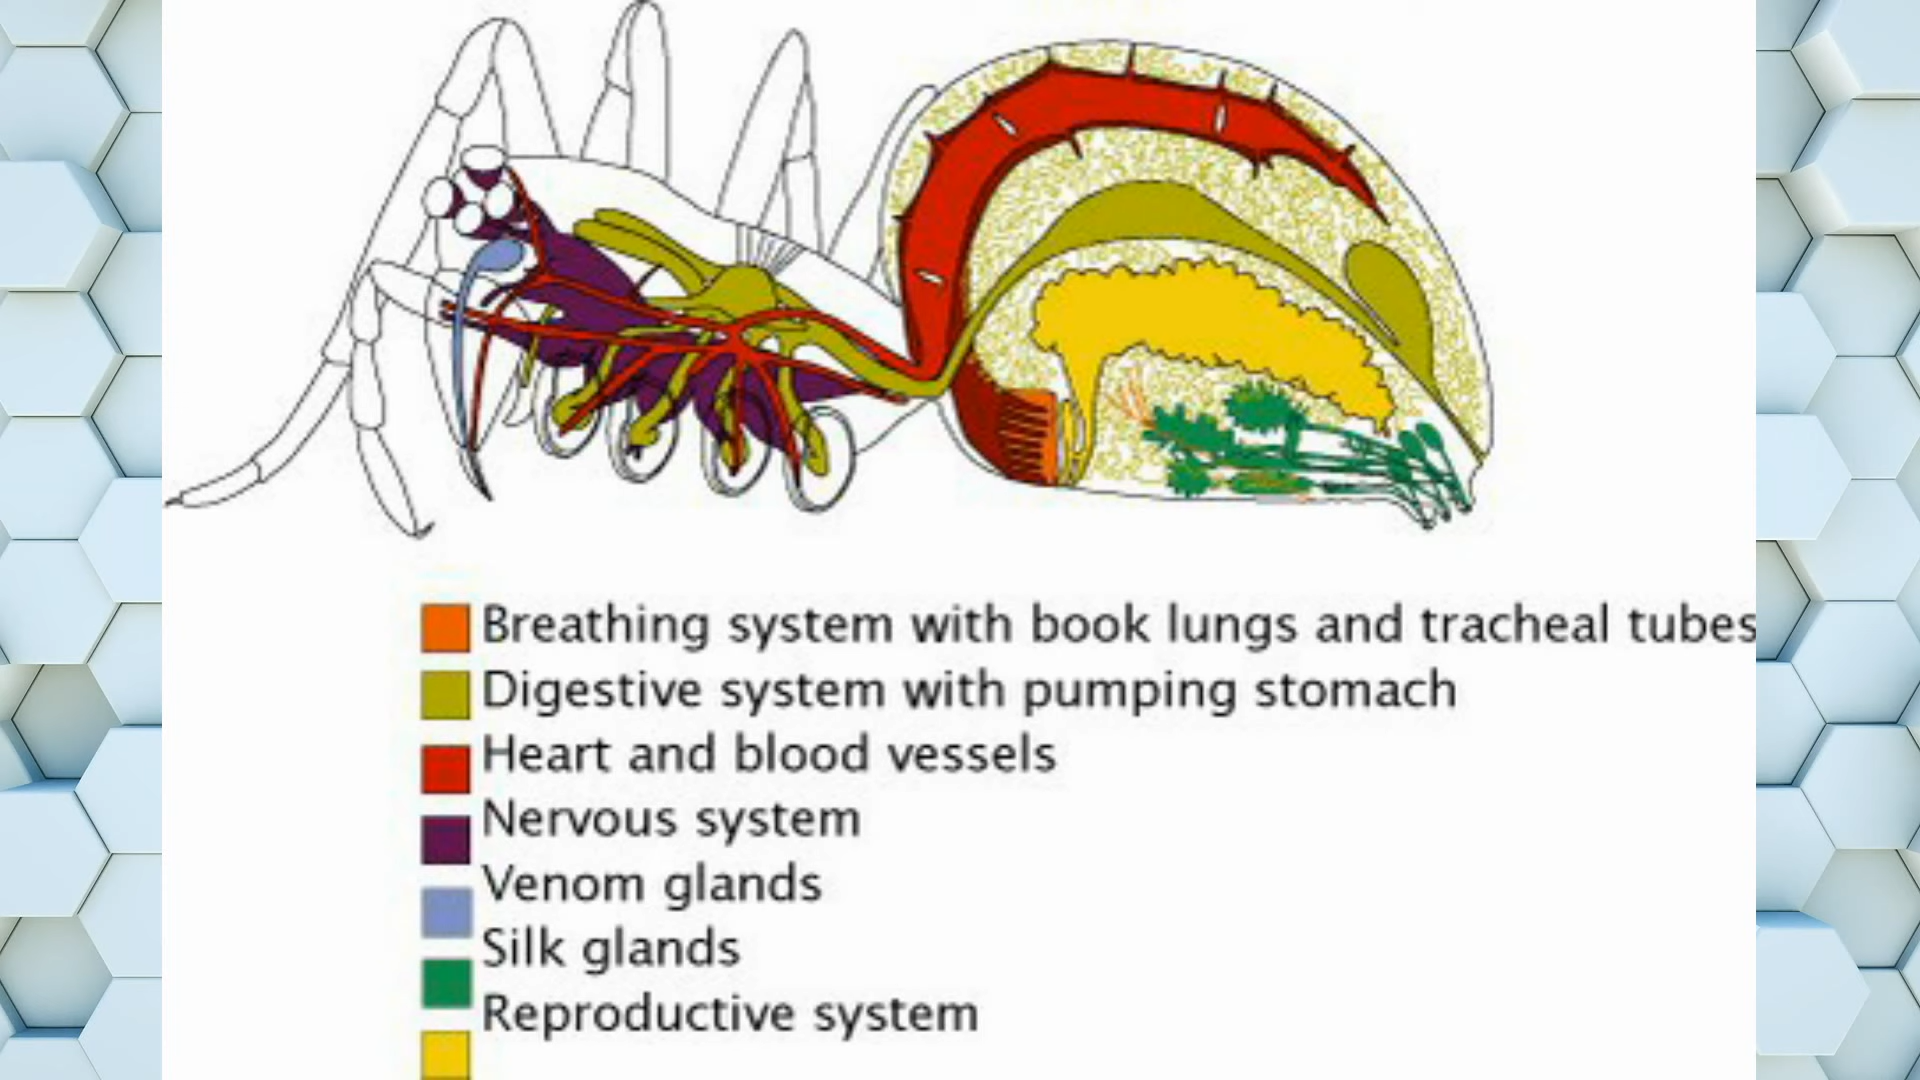 Breathing system with book lungs and tracheal tubes
Digestive system with pumping stomach
Heart and blood vessels
Nervous system
Venom glands
Silk glands
Reproductive system